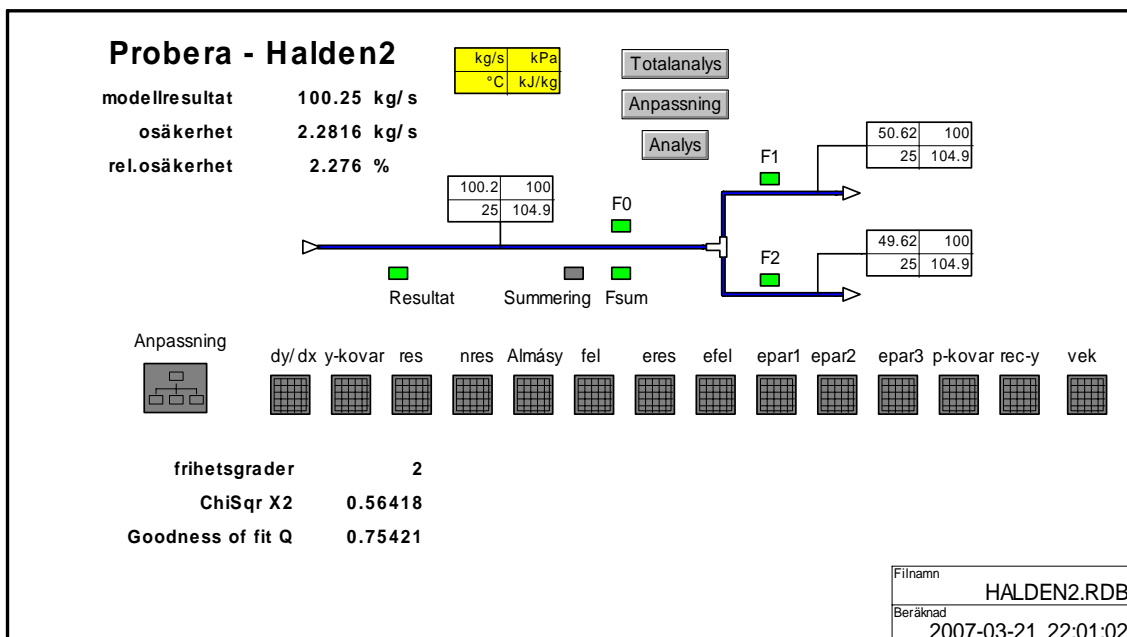 Probera - Halden2
kg/s kPa
°C kJ/kg
Totalanalys
modellresultat 100.25 kg/s
Anpassning
osäkerhet 2.2816 kg/s
Analys
rel.osäkerhet 2.276 %
F1
50.62 100
25 104.9
100.2 100
25 104.9
F0
F2
49.62 100
25 104.9
Resultat Summering Fsum
Anpassning
dy/dx y-kovar res nres Almásy fel eres efel epar1 epar2 epar3 p-kovar rec-y vek
frihetsgrader 2
ChiSqr X2 0.56418
Goodness of fit Q 0.75421
Filnamn
HALDEN2.RDB
Beräknad
2007-03-21 22:01:02